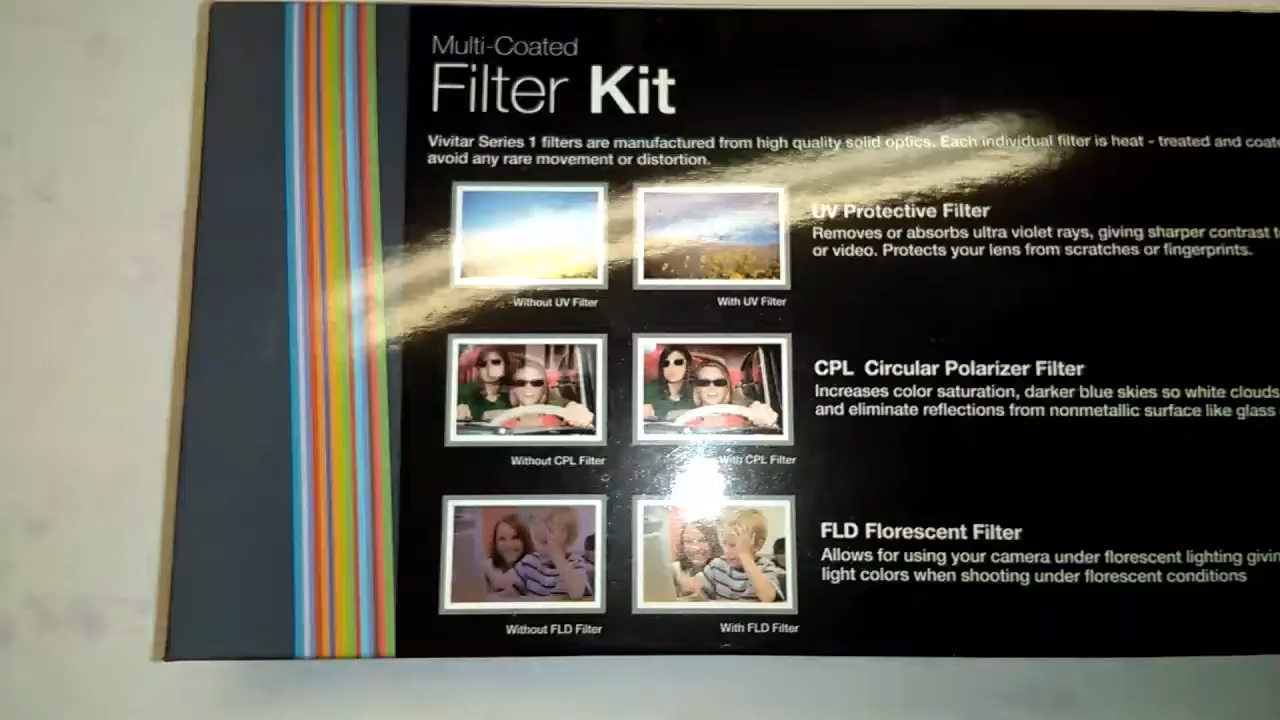 Multi-Coated
Filter Kit
Vivitar Series 1 filters are manufactured from high quality solid optics. Each individual filter is heat - treated and
avoid any rare movement or distortion.
Without UV Filter
With UV Filter
UV Protective Filter
Removes or absorbs ultra violet rays, giving sharper contrast
or video. Protects your lens from scratches or fingerprints.
Without CPL Filter
With CPL Filter
CPL Circular Polarizer Filter
Increases color saturation, darker blue skies so white clouds
and eliminate reflections from nonmetallic surface like glass
Without FLD Filter
With FLD Filter
FLD Florescent Filter
Allows for using your camera under florescent lighting
light colors when shooting under florescent conditions